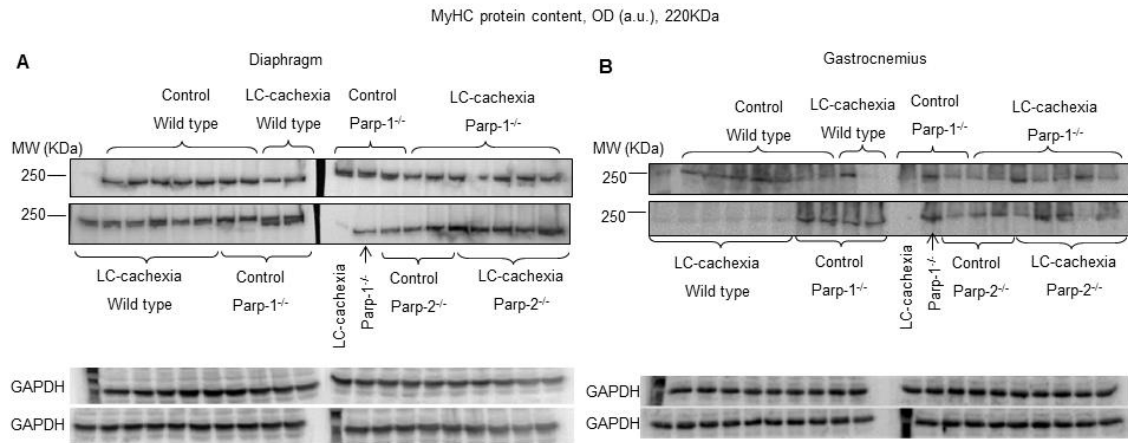 MyHC protein content, OD (a.u.), 220KDa
A
Diaphragm
Control
Wild type
LC-cachexia
Wild type
Control
Parp-1-/-
LC-cachexia
Parp-1-/-
MW (KDa)
250
250
LC-cachexia
Wild type
Control
Parp-1-/-
LC-cachexia
Parp-1-/-
Control
Parp-2-/-
LC-cachexia
Parp-2-/-
GAPDH
GAPDH
B
Gastrocnemius
Control
Wild type
LC-cachexia
Wild type
Control
Parp-1-/-
LC-cachexia
Parp-1-/-
MW (KDa)
250
250
LC-cachexia
Wild type
Control
Parp-1-/-
LC-cachexia
Parp-1-/-
Control
Parp-2-/-
LC-cachexia
Parp-2-/-
GAPDH
GAPDH